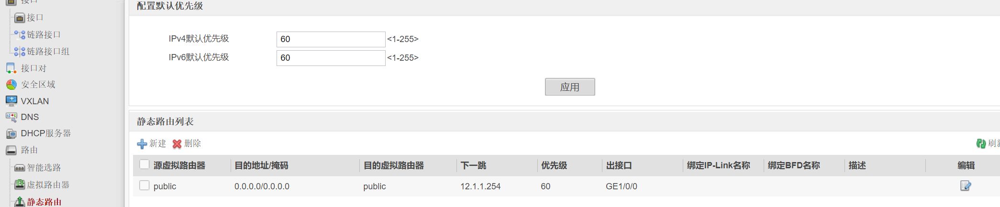 接口
接口
链路接口
链路接口组
接口对
安全区域
VXLAN
DNS
DHCP服务器
路由
智能选路
虚拟路由器
静态路由
配置默认优先级
IPv4默认优先级 60 <1-255>
IPv6默认优先级 60 <1-255>
应用
静态路由列表
新建 删除 刷新
源虚拟路由器 目的地址/掩码 目的虚拟路由器 下一跳 优先级 出接口 绑定IP-Link名称 绑定BFD名称 描述 编辑
public 0.0.0.0/0.0.0.0 public 12.1.1.254 60 GE1/0/0